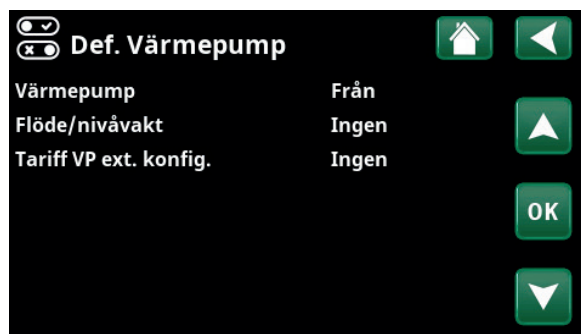 Def. Värmepump
Värmepump Från
Flöde/nivåvakt Ingen
Tariff VP ext. konfig. Ingen
OK